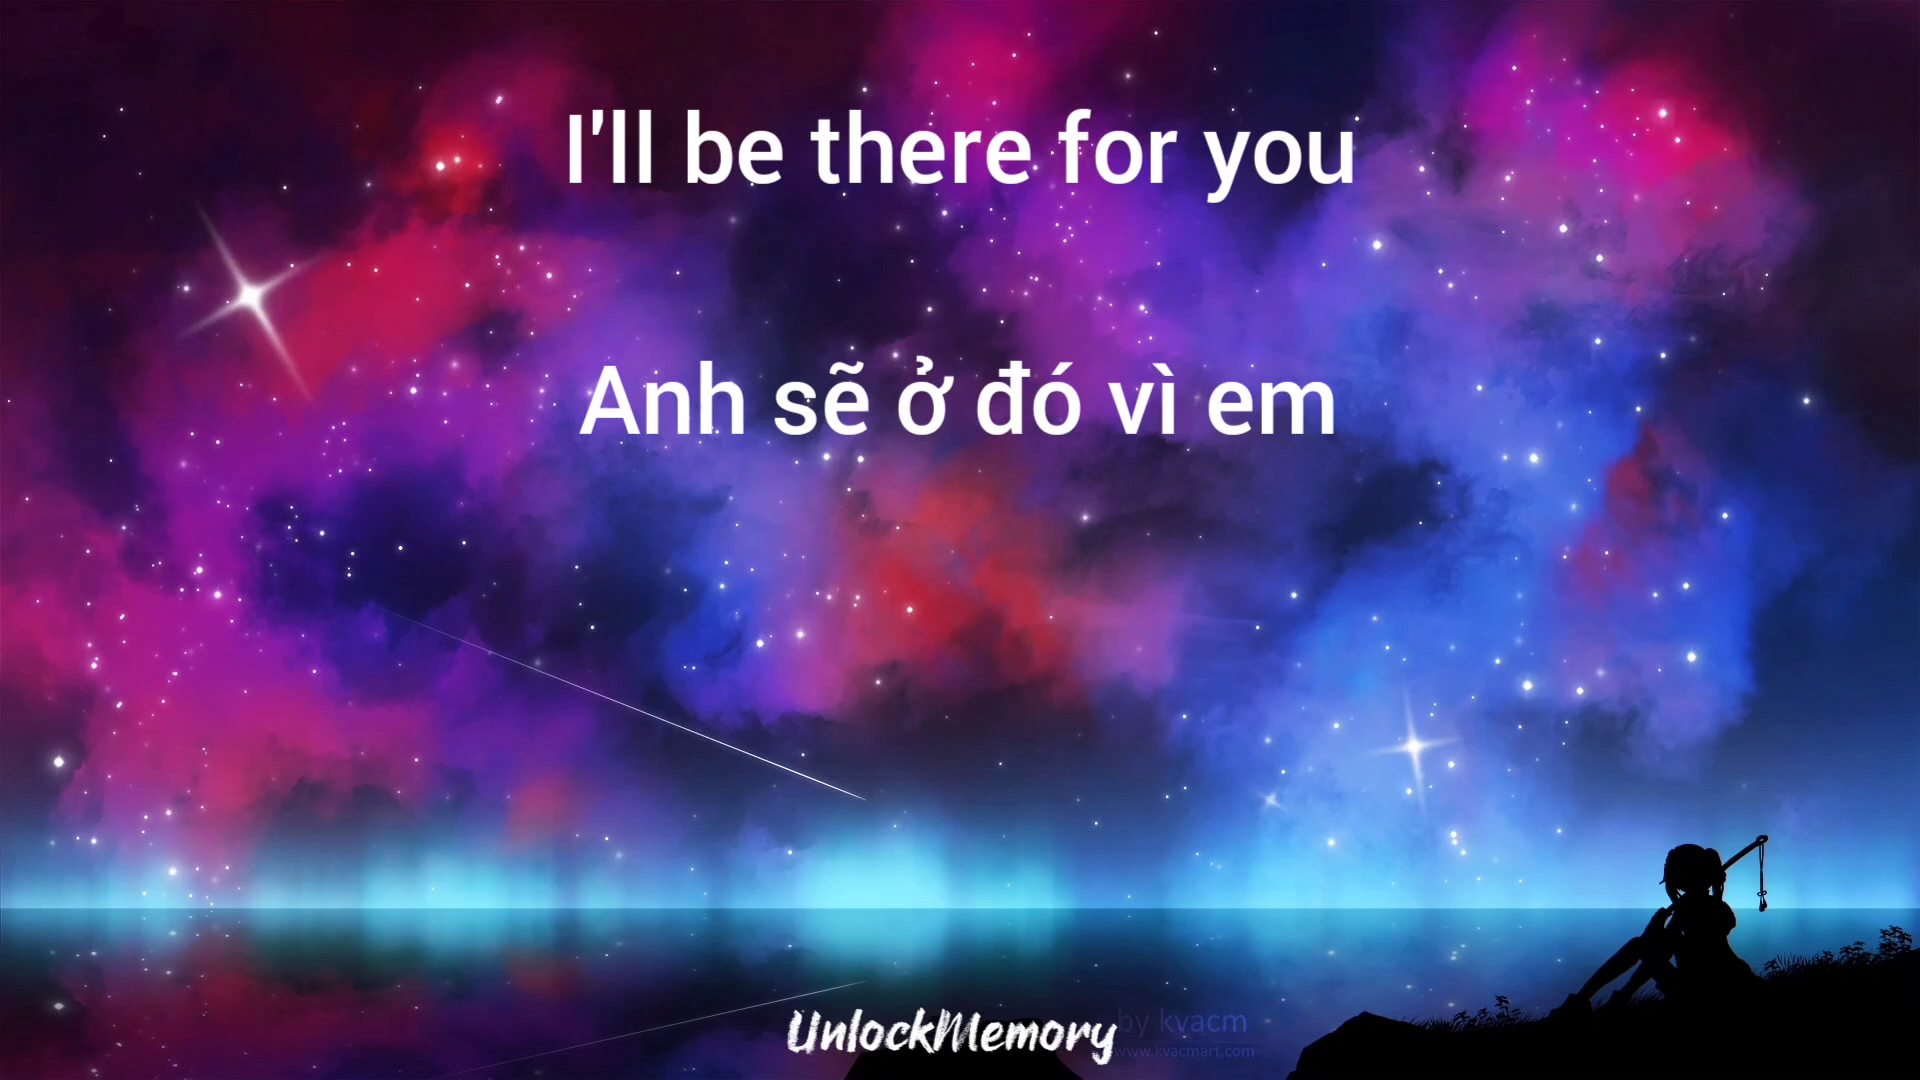 I'll be there for you
Anh sẽ ở đó vì em
UnlockMemory
by kvacm
www.kvacmart.com